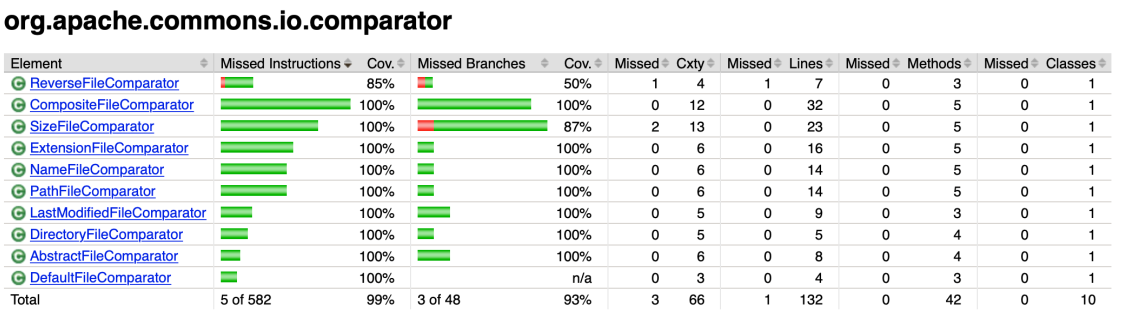 org.apache.commons.io.comparator
Element Missed Instructions Cov. Missed Branches Cov. Missed Cxty Missed Lines Missed Methods Missed Classes
C ReverseFileComparator 85% 50% 1 4 1 7 0 3 0 1
C CompositeFileComparator 100% 100% 0 12 0 32 0 5 0 1
C SizeFileComparator 100% 87% 2 13 0 23 0 5 0 1
C ExtensionFileComparator 100% 100% 0 6 0 16 0 5 0 1
C NameFileComparator 100% 100% 0 6 0 14 0 5 0 1
C PathFileComparator 100% 100% 0 6 0 14 0 5 0 1
C LastModifiedFileComparator 100% 100% 0 5 0 9 0 3 0 1
C DirectoryFileComparator 100% 100% 0 5 0 5 0 4 0 1
C AbstractFileComparator 100% 100% 0 6 0 8 0 4 0 1
C DefaultFileComparator 100% n/a 0 3 0 4 0 3 0 1
Total 5 of 582 99% 3 of 48 93% 3 66 1 132 0 42 0 10